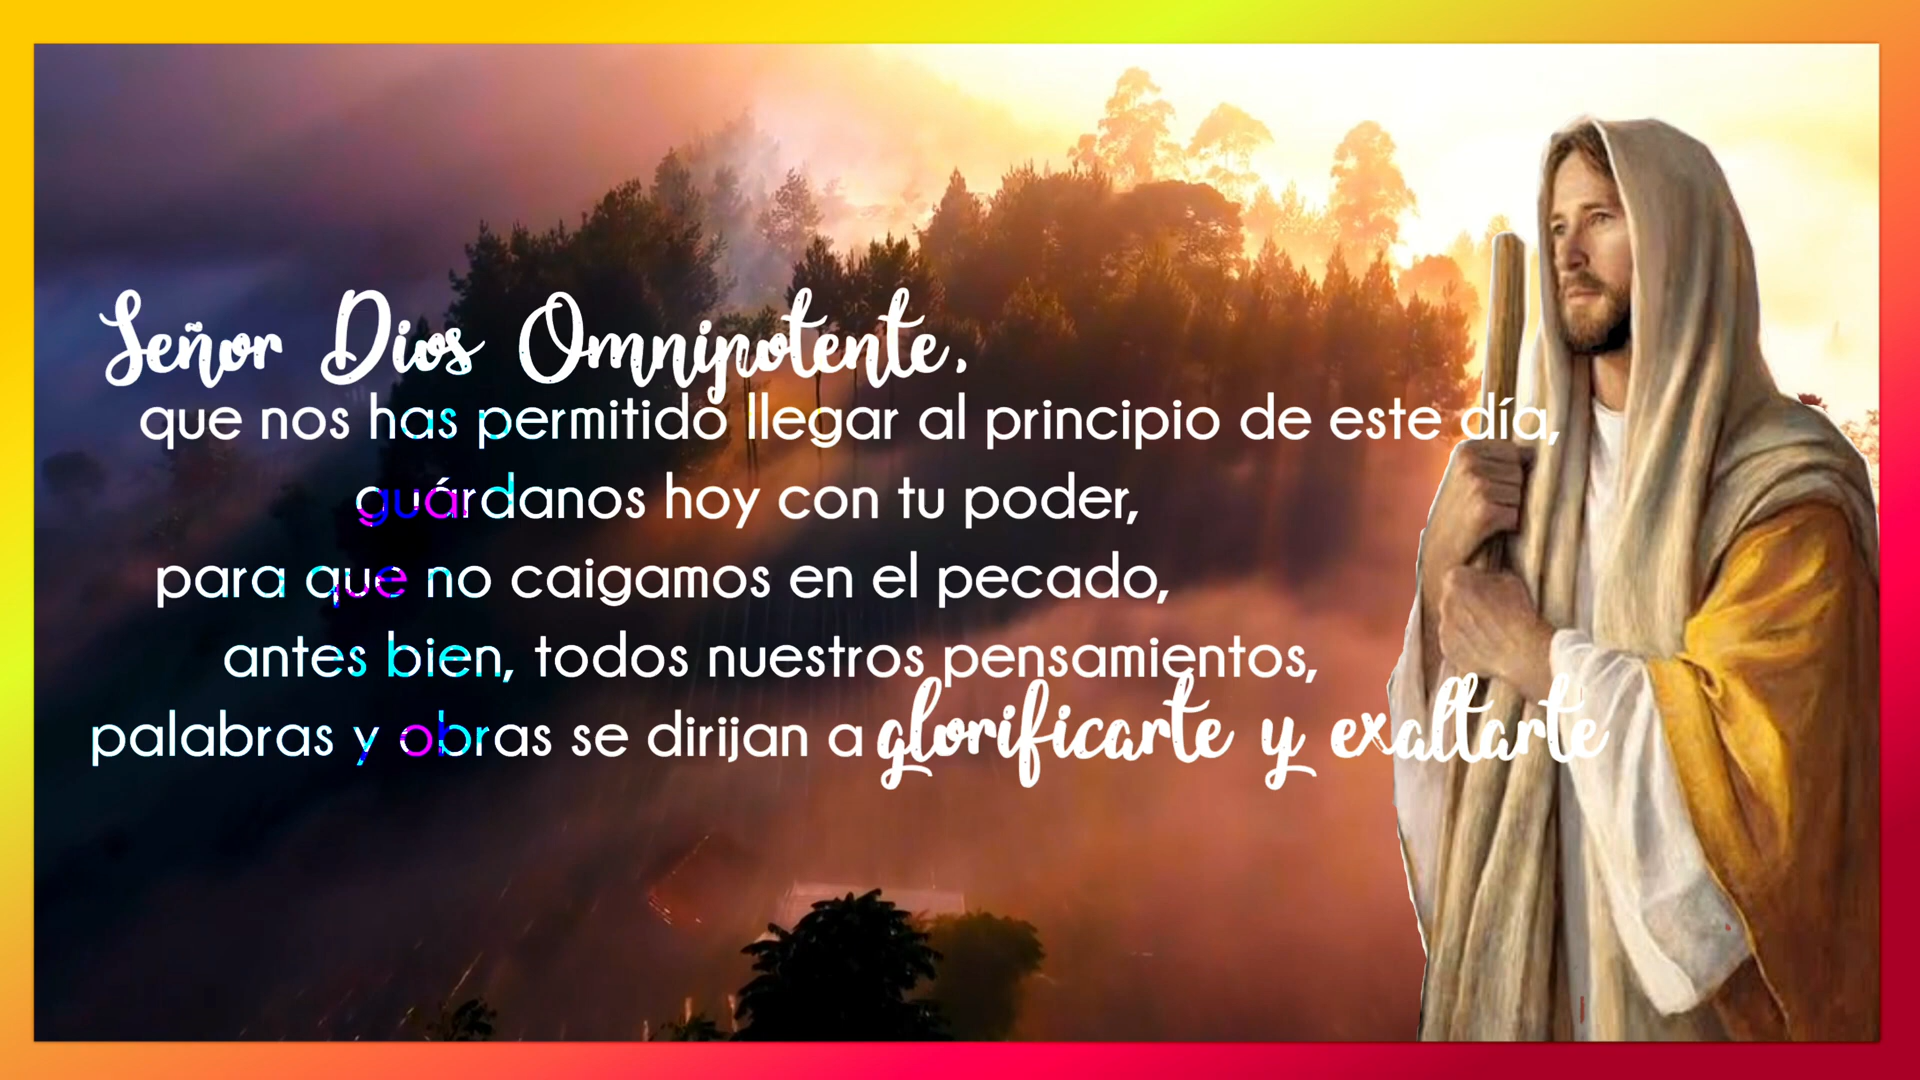 Señor Dios Omnipotente,
que nos has permitido llegar al principio de este día,
guárdanos hoy con tu poder,
para que no caigamos en el pecado,
antes bien, todos nuestros pensamientos,
palabras y obras se dirijan a glorificarte y exaltarte